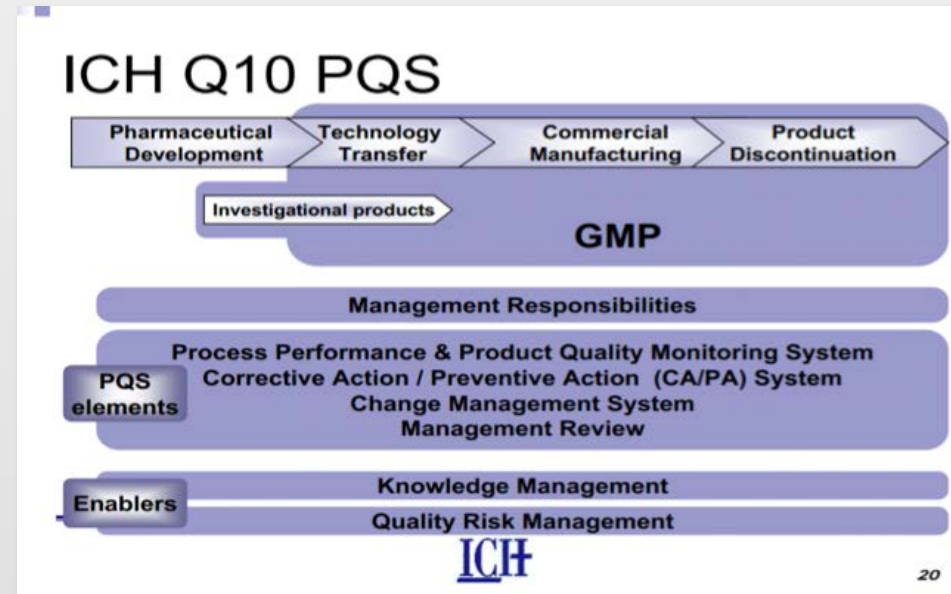 ICH Q10 PQS
Pharmaceutical
Development
Technology
Transfer
Commercial
Manufacturing
Product
Discontinuation
Investigational products
GMP
Management Responsibilities
PQS
elements
Process Performance & Product Quality Monitoring System
Corrective Action / Preventive Action (CA/PA) System
Change Management System
Management Review
Enablers
Knowledge Management
Quality Risk Management
ICH
20